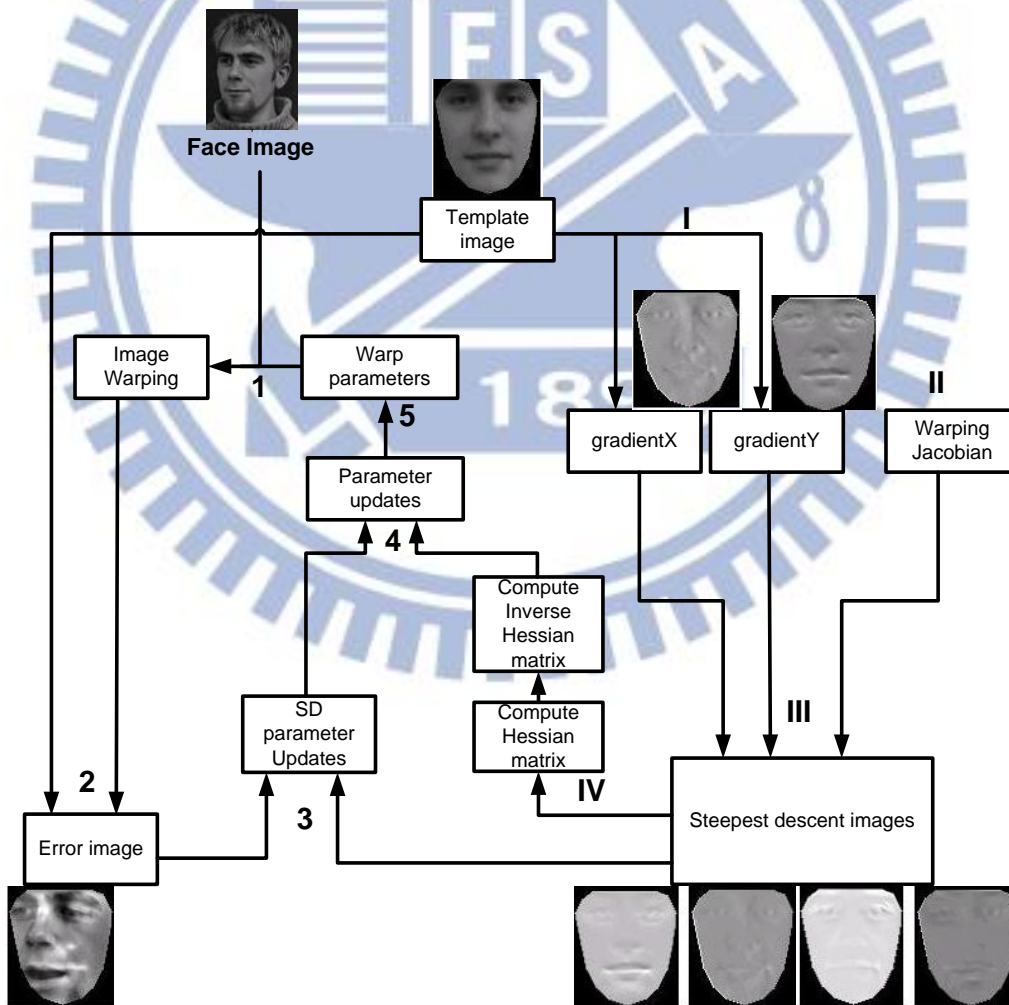 E S A
Face Image
Template
image
I
Image
Warping
1
Warp
parameters
189
II
5
gradientX
gradientY
Warping
Jacobian
Parameter
updates
4
Compute
Inverse
Hessian
matrix
SD
parameter
Updates
Compute
Hessian
matrix
III
2
IV
3
Error image
Steepest descent images